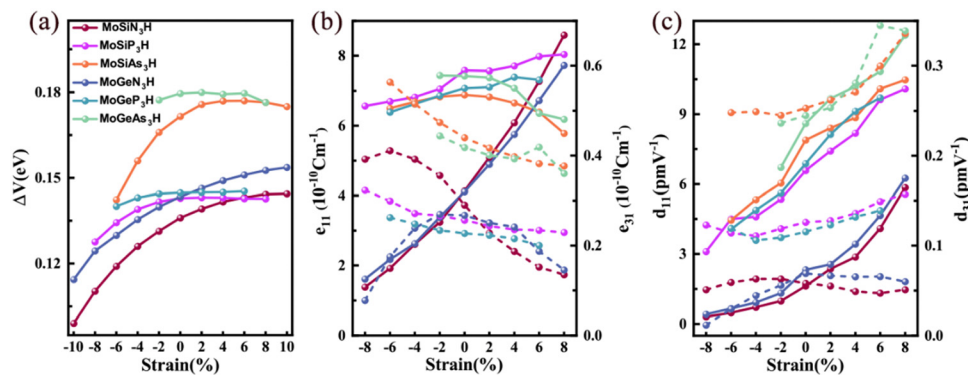 (a)
MoSiN₃H
MoSiP₃H
MoSiAs₃H
MoGeN₃H
MoGeP₃H
MoGeAs₃H
0.18
0.15
0.12
ΔV(eV)
-10 -8 -6 -4 -2 0 2 4 6 8 10
Strain(%)
(b)
9
8
7
6
5
4
3
2
1
0
e₁₁ (10⁻¹⁰Cm⁻¹)
0.6
0.4
0.2
0.0
e₃₁ (10⁻¹⁰Cm⁻¹)
-8 -6 -4 -2 0 2 4 6 8
Strain(%)
(c)
12
9
6
3
0
d₁₁(pmV⁻¹)
0.3
0.2
0.1
0.0
d₃₁(pmV⁻¹)
-8 -6 -4 -2 0 2 4 6 8
Strain(%)